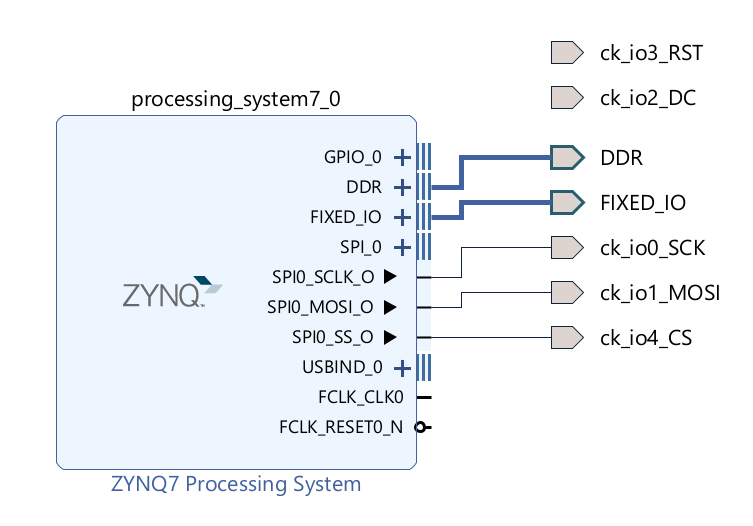 processing_system7_0
GPIO_0
DDR
FIXED_IO
SPI_0
SPI0_SCLK_O
SPI0_MOSI_O
SPI0_SS_O
USBIND_0
FCLK_CLK0
FCLK_RESET0_N
ZYNQ
ZYNQ7 Processing System
ck_io3_RST
ck_io2_DC
DDR
FIXED_IO
ck_io0_SCK
ck_io1_MOSI
ck_io4_CS